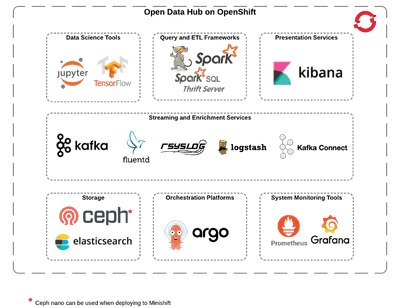 Open Data Hub on OpenShift
Data Science Tools
Query and ETL Frameworks
Presentation Services
jupyter
TensorFlow
Spark
Spark SQL
Thrift Server
kibana
Streaming and Enrichment Services
kafka
fluentd
rsyslog
logstash
Kafka Connect
Storage
Orchestration Platforms
System Monitoring Tools
ceph*
elasticsearch
argo
Prometheus
Grafana
* Ceph nano can be used when deploying to Minishift